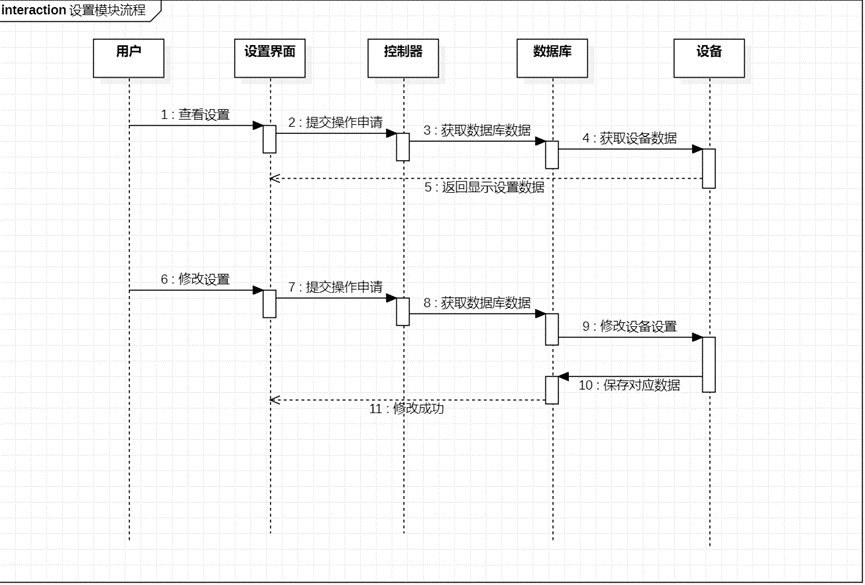 interaction 设置模块流程
用户
设置界面
控制器
数据库
设备
1 : 查看设置
2 : 提交操作申请
3 : 获取数据库数据
4 : 获取设备数据
5 : 返回显示设置数据
6 : 修改设置
7 : 提交操作申请
8 : 获取数据库数据
9 : 修改设备设置
10 : 保存对应数据
11 : 修改成功